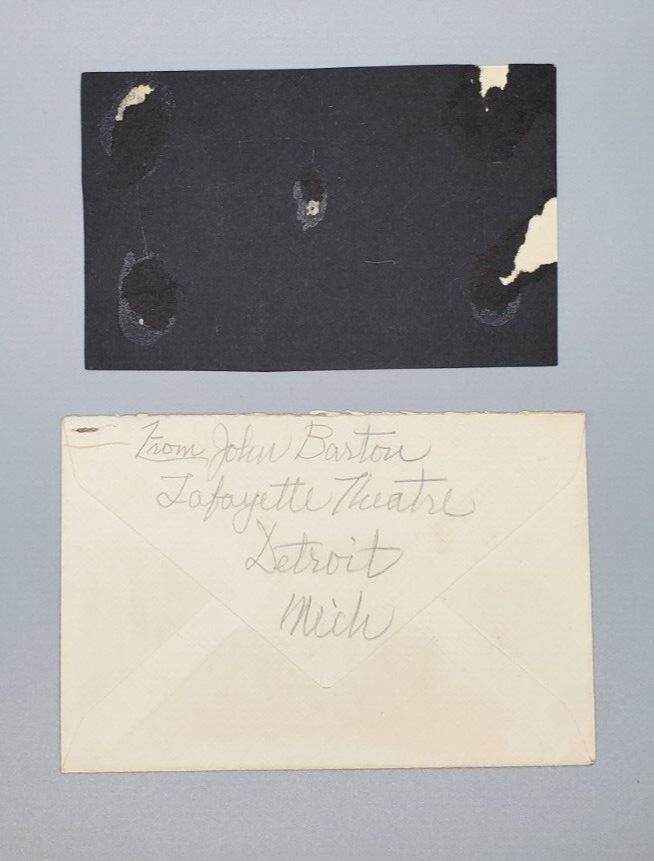 From John Barton
Lafayette Theatre
Detroit
Mich